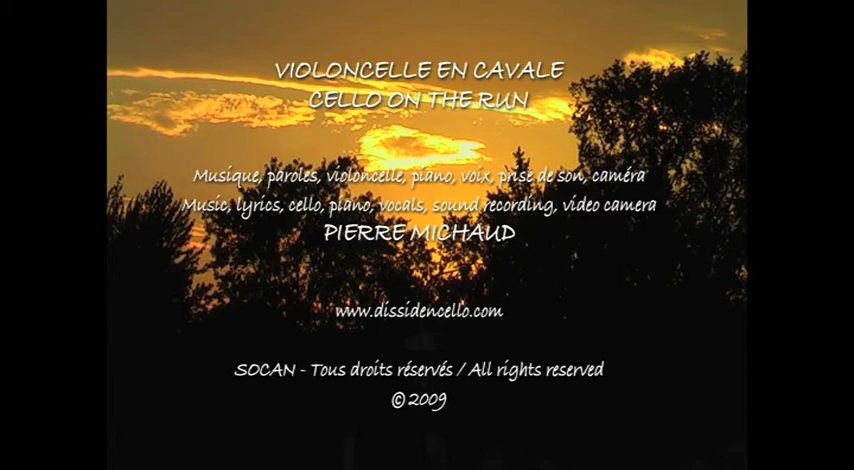 VIOLONCELLE EN CAVALE
CELLO ON THE RUN
Musique, paroles, violoncelle, piano, voix, prise de son, caméra
Music, lyrics, cello, piano, vocals, sound recording, video camera
PIERRE MICHAUD
www.dissidencello.com
SOCAN - Tous droits réservés / All rights reserved
© 2009